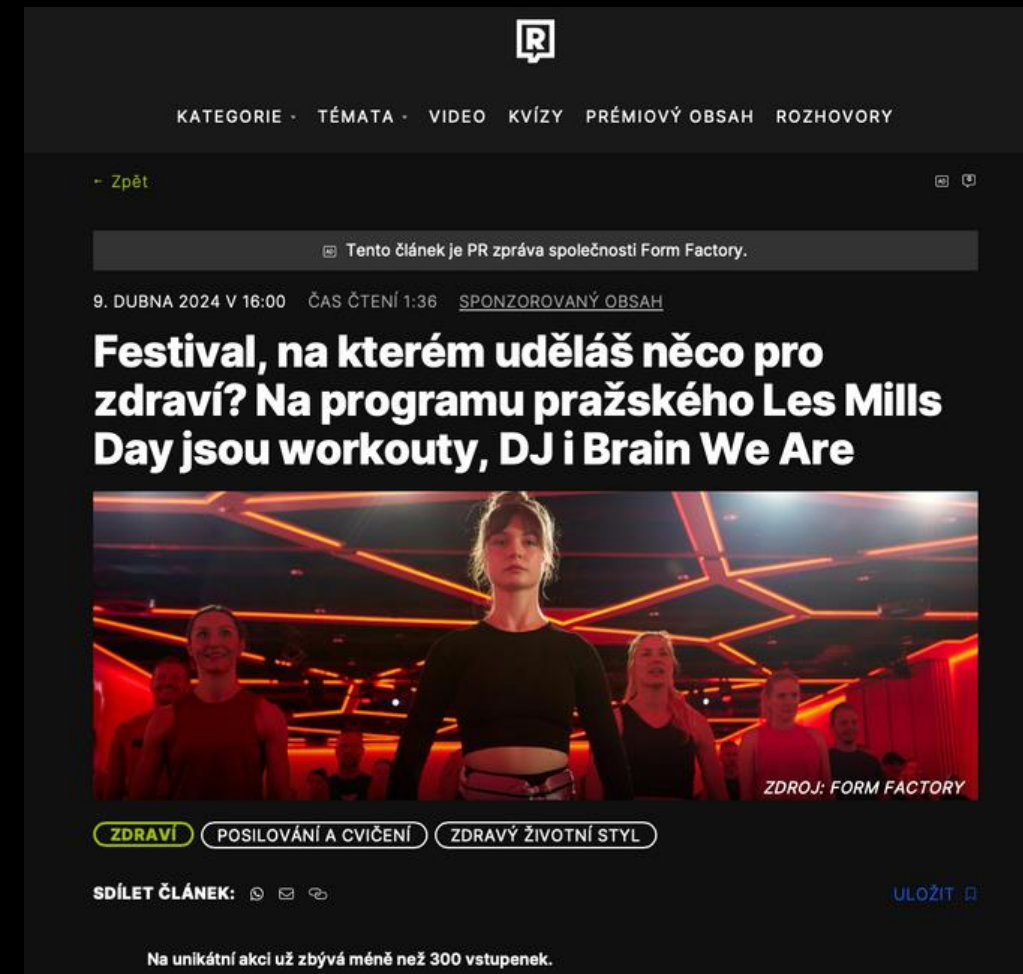 R
KATEGORIE TÉMATA VIDEO KVÍZY PRÉMIOVÝ OBSAH ROZHOVORY
← Zpět
AD
AD Tento článek je PR zpráva společnosti Form Factory.
9. DUBNA 2024 V 16:00 ČAS ČTENÍ 1:36 SPONZOROVANÝ OBSAH
Festival, na kterém uděláš něco pro
zdraví? Na programu pražského Les Mills
Day jsou workouty, DJ i Brain We Are
ZDROJ: FORM FACTORY
ZDRAVÍ POSILOVÁNÍ A CVIČENÍ ZDRAVÝ ŽIVOTNÍ STYL
SDÍLET ČLÁNEK: ULOŽIT
Na unikátní akci už zbývá méně než 300 vstupenek.